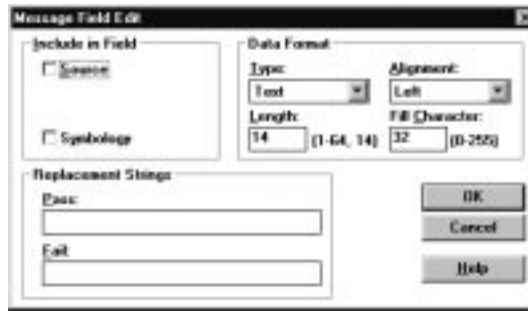 Message Field Edit
Include in Field
Source
Symbology
Data Format
Type:
Alignment:
Text
Left
Length:
Fill Character:
14 (1-64, 14)
32 (0-255)
Replacement Strings
Pass:
Fail:
OK
Cancel
Help